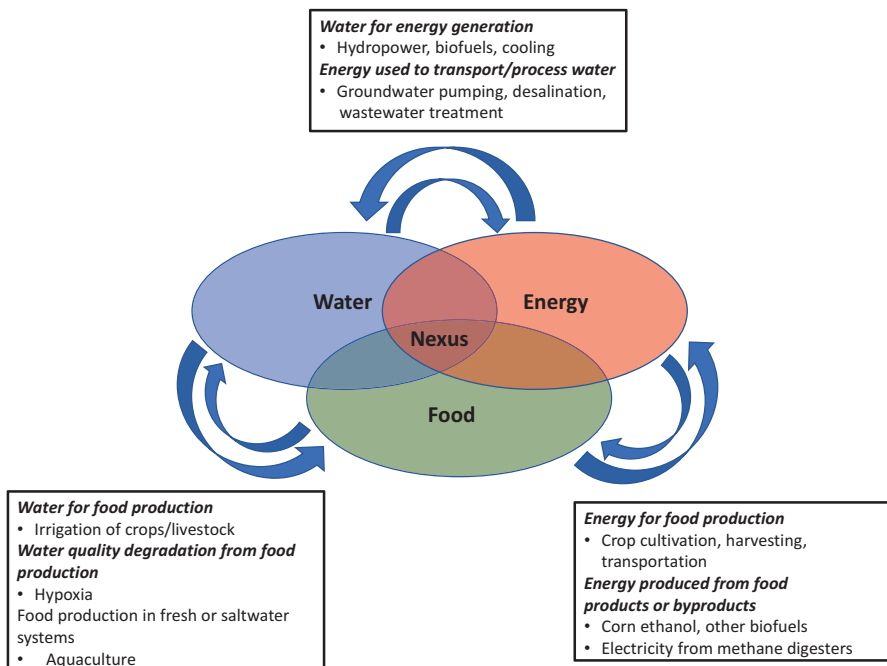 Water for energy generation
• Hydropower, biofuels, cooling
Energy used to transport/process water
• Groundwater pumping, desalination,
wastewater treatment
Water
Energy
Nexus
Food
Water for food production
• Irrigation of crops/livestock
Water quality degradation from food
production
• Hypoxia
Food production in fresh or saltwater
systems
• Aquaculture
Energy for food production
• Crop cultivation, harvesting,
transportation
Energy produced from food
products or byproducts
• Corn ethanol, other biofuels
• Electricity from methane digesters